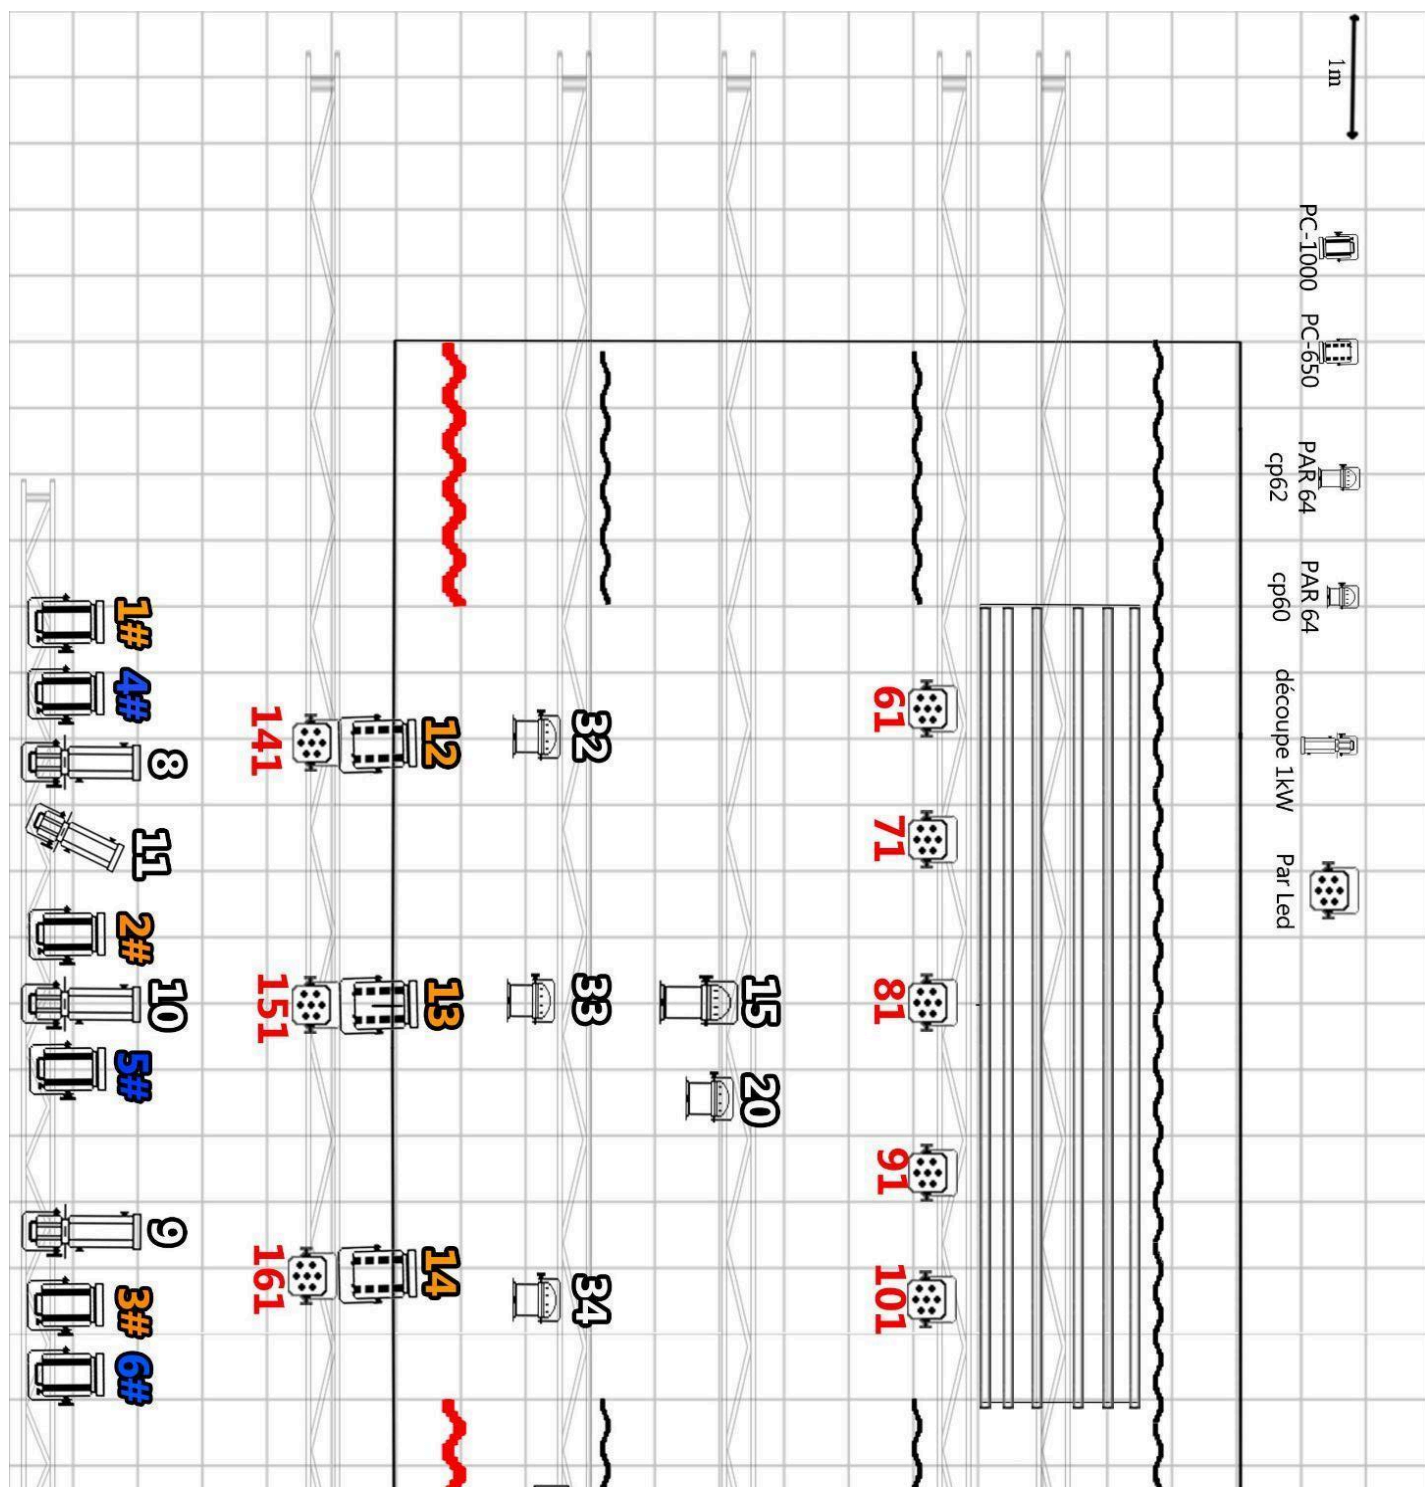 1m
PC-1000
PC-650
PAR 64
cp62
PAR 64
cp60
découpe 1kW
Par Led
61 71 81 91 101
15 20
32 33 34
12 13 14
141 151 161
1# 4# 8 11 2# 10 5# 9 3# 6#